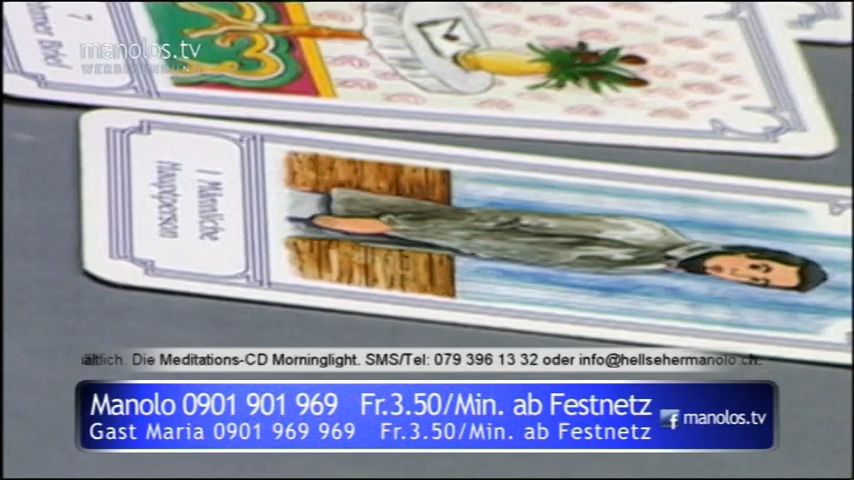 manolos.tv
WERBESENDUNG
7
1 Männliche
Hauptperson
ältlich. Die Meditations-CD Morninglight. SMS/Tel: 079 396 13 32 oder info@hellsehermanolo.ch.
Manolo 0901 901 969 Fr.3.50/Min. ab Festnetz
Gast Maria 0901 969 969 Fr.3.50/Min. ab Festnetz
f manolos.tv